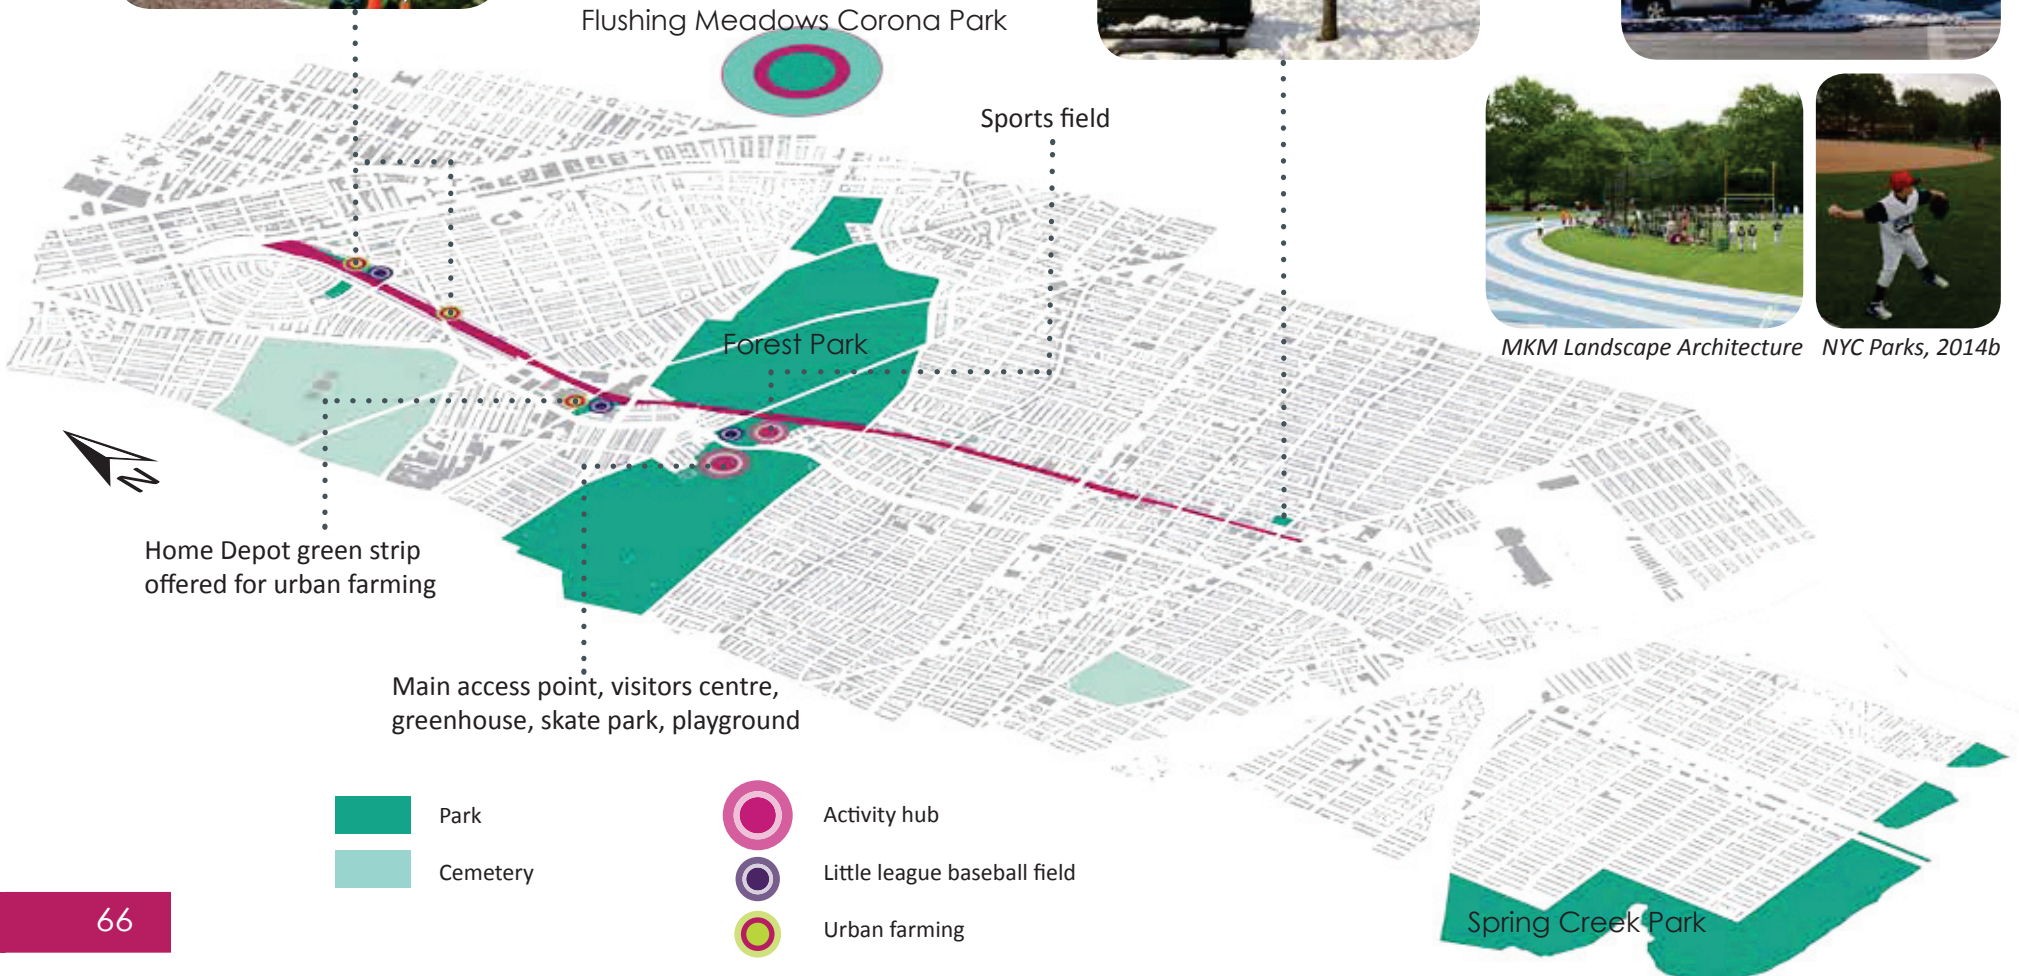 Flushing Meadows Corona Park
Sports field
MKM Landscape Architecture
NYC Parks, 2014b
Forest Park
N
Home Depot green strip
offered for urban farming
Main access point, visitors centre,
greenhouse, skate park, playground
Park
Cemetery
Activity hub
Little league baseball field
Urban farming
Spring Creek Park
66